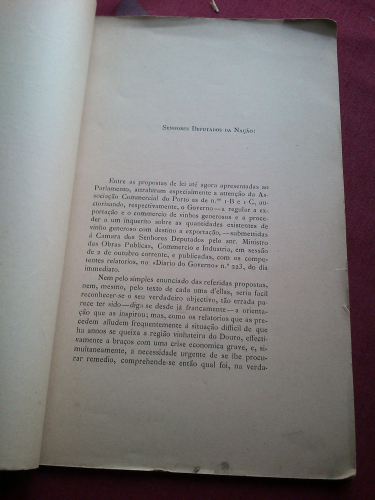 SENHORES DEPUTADOS DA NAÇÃO:
Entre as propostas de lei até agora apresentadas ao
Parlamento, attrahiram especialmente a attenção da As-
sociação Commercial do Porto os de n.os 1-B e 1-C, au-
ctorisando, respectivamente, o Governo—a regular a ex-
portação e o commercio de vinhos generosos e a proce-
der a um inquerito sobre as quantidades existentes de
vinho generoso com destino a exportação,—submettidas
á Camara dos Senhores Deputados pelo snr. Ministro
das Obras Publicas, Commercio e Industria, em sessão
de 2 de outubro corrente, e publicadas, com os compe-
tentes relatorios, no «Diario do Governo» n.º 223, do dia
immediato.
Nem pelo simples enunciado das referidas propostas,
nem, mesmo, pelo texto de cada uma d'ellas, seria facil
reconhecer-se o seu verdadeiro objectivo, tão errada pa-
rece ter sido—diga-se desde já francamente—a orienta-
ção que as inspirou; mas, como os relatorios que as pre-
cedem alludem frequentemente á situação difficil de que
ha annos se queixa a região vinhateira do Douro, effecti-
vamente a braços com uma crise economica grave, e, si-
multaneamente, á necessidade urgente de se lhe procu-
rar remedio, comprehende-se então qual foi, na verda-